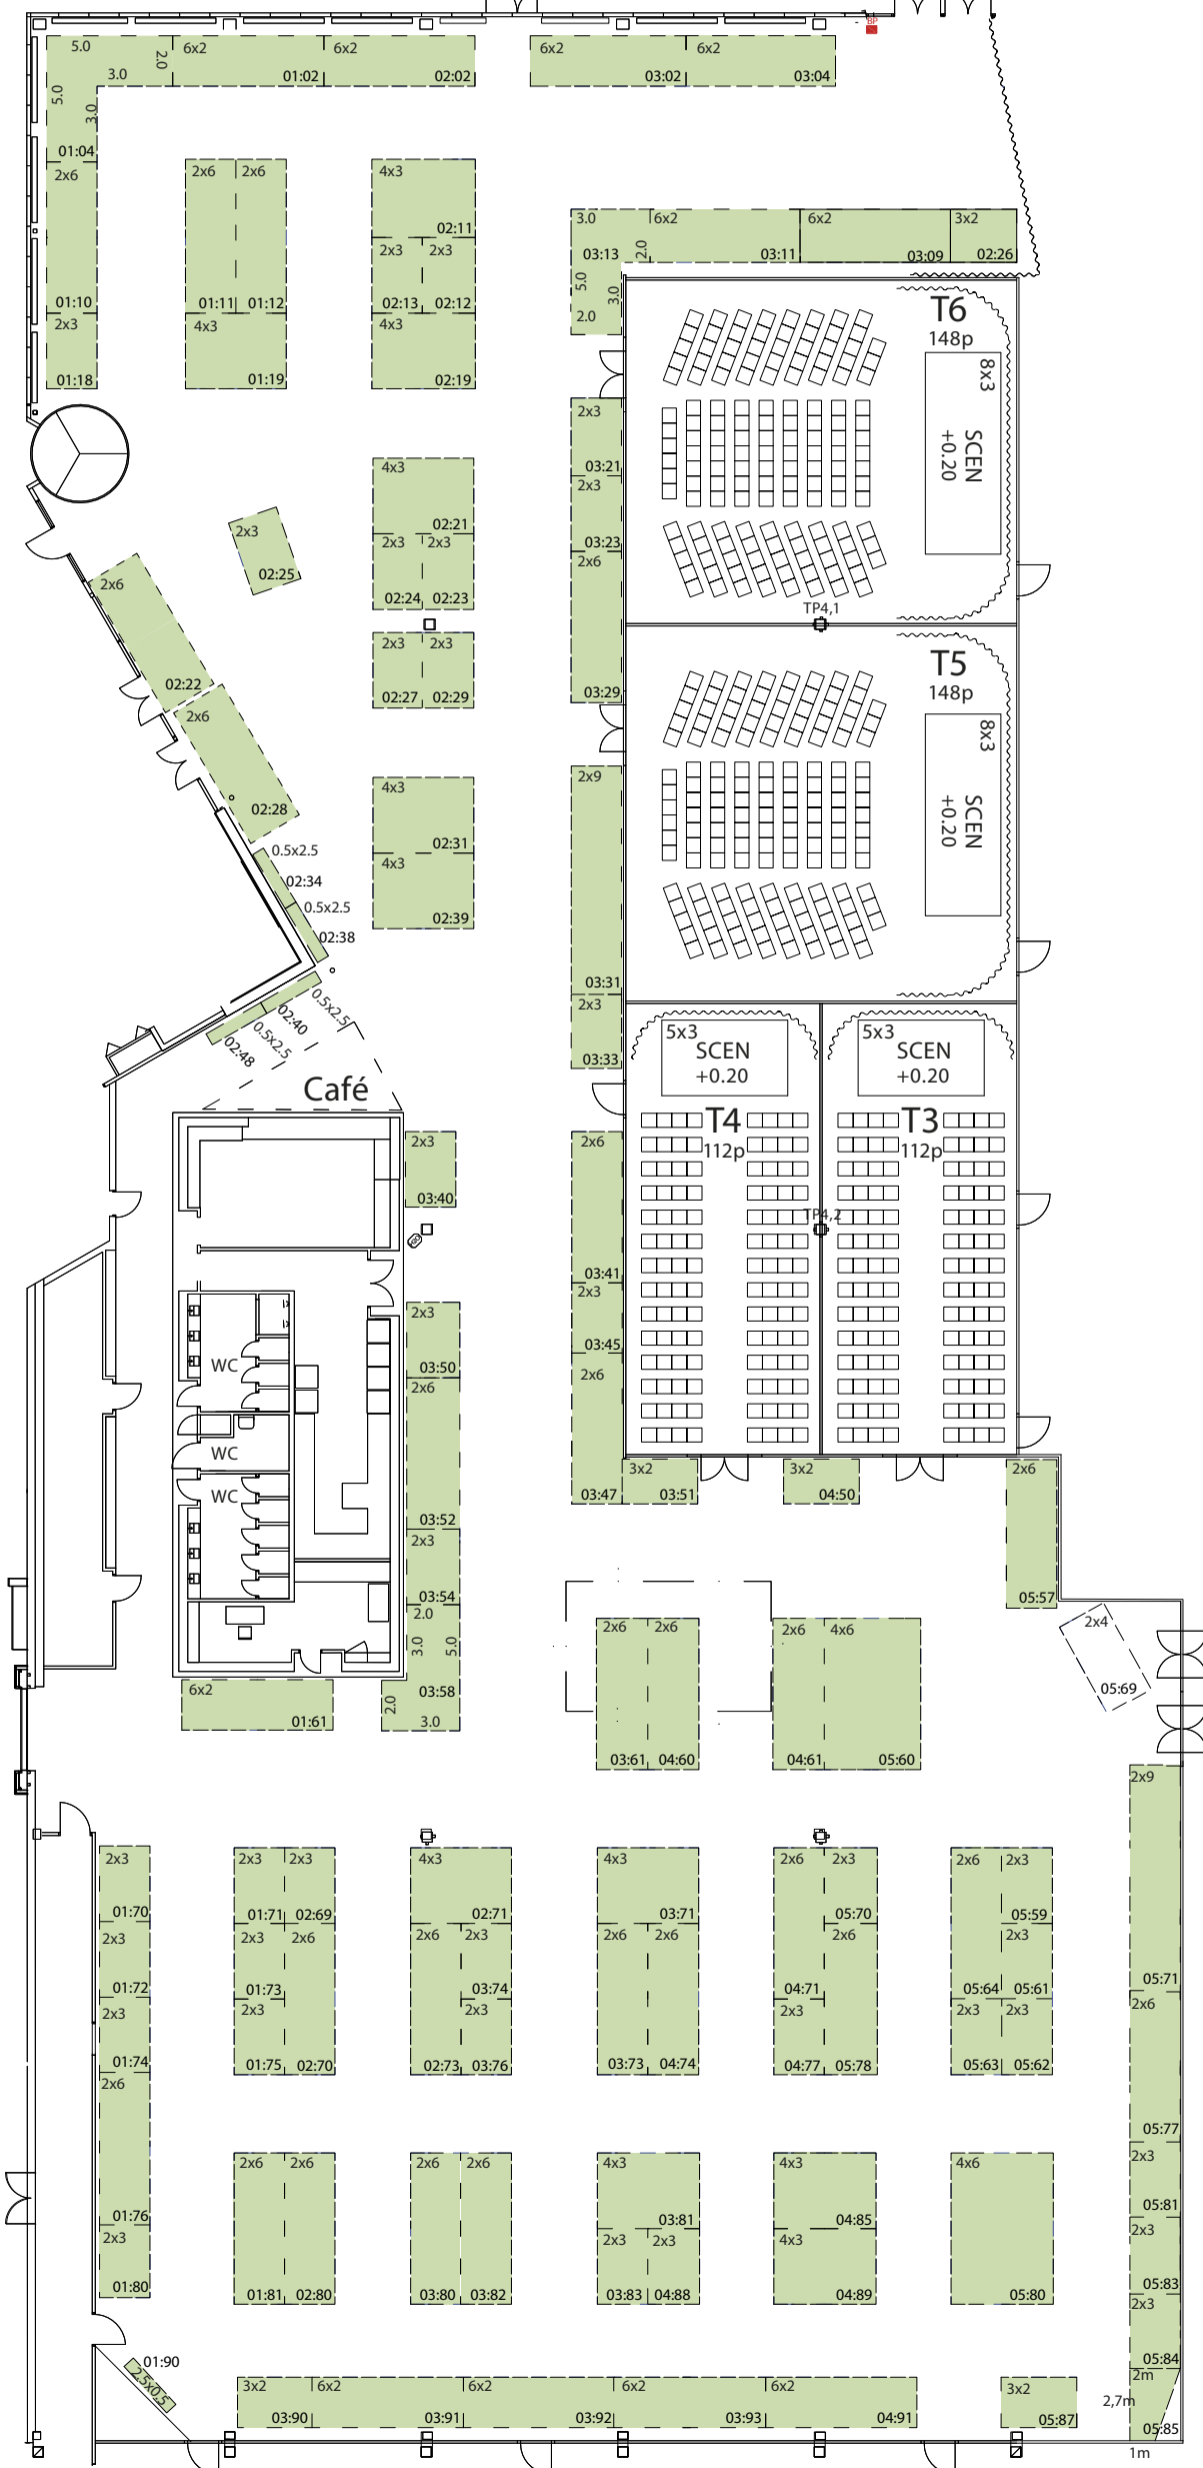 BP
5.0
2.0
6x2
6x2
6x2
6x2
3.0
01:02
02:02
03:02
03:04
5.0
3.0
01:04
2x6
2x6
2x6
4x3
02:11
2x3
2x3
01:10
01:11
01:12
02:13
02:12
2x3
4x3
4x3
01:18
01:19
02:19
3.0
6x2
6x2
3x2
03:13
2.0
03:11
03:09
02:26
5.0
3.0
2.0
T6
148p
8x3
SCEN
+0.20
2x3
03:21
2x3
03:23
2x6
03:29
4x3
02:21
2x3
2x3
02:24
02:23
2x3
02:25
2x6
02:22
2x3
2x3
02:27
02:29
2x6
02:28
TP4,1
T5
148p
8x3
SCEN
+0.20
2x9
03:31
2x3
03:33
4x3
02:31
4x3
02:39
0.5x2.5
02:34
0.5x2.5
02:38
0.5x2.5
02:40
0.5x2.5
02:48
Café
5x3
SCEN
+0.20
5x3
SCEN
+0.20
T4
112p
T3
112p
TP4,2
2x3
03:40
2x6
03:41
2x3
03:45
2x6
03:47
2x3
03:50
2x6
03:52
2x3
03:54
2.0
3.0
5.0
03:58
2.0
3.0
WC
WC
WC
6x2
01:61
3x2
03:51
3x2
04:50
2x6
05:57
2x4
05:69
2x6
2x6
2x6
4x6
03:61
04:60
04:61
05:60
2x9
05:71
2x6
05:77
2x3
05:81
2x3
05:83
2x3
05:84
2m
2,7m
05:85
1m
2x3
01:70
2x3
01:72
2x3
01:74
2x6
01:76
2x3
01:80
2x3
2x3
01:71
02:69
2x3
2x6
01:73
2x3
01:75
02:70
4x3
02:71
2x6
2x3
03:74
2x3
02:73
03:76
4x3
03:71
2x6
2x6
03:73
04:74
2x6
2x3
05:70
2x6
04:71
2x3
04:77
05:78
2x6
2x3
05:59
2x3
05:64
05:61
2x3
2x3
05:63
05:62
2x6
2x6
01:81
02:80
2x6
2x6
03:80
03:82
4x3
03:81
2x3
2x3
03:83
04:88
4x3
04:85
4x3
04:89
4x6
05:80
01:90
2.5x0.5
3x2
6x2
6x2
6x2
6x2
03:90
03:91
03:92
03:93
04:91
3x2
05:87